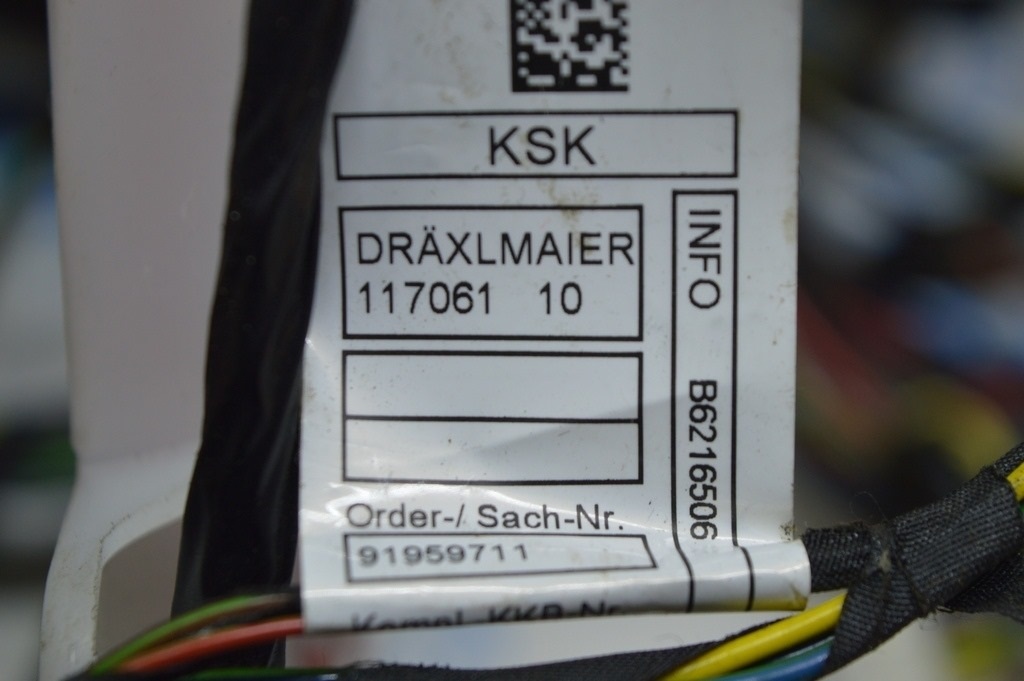 KSK
DRÄXLMAIER
117061 10
INFO B6216506
Order-/ Sach-Nr.
91959711